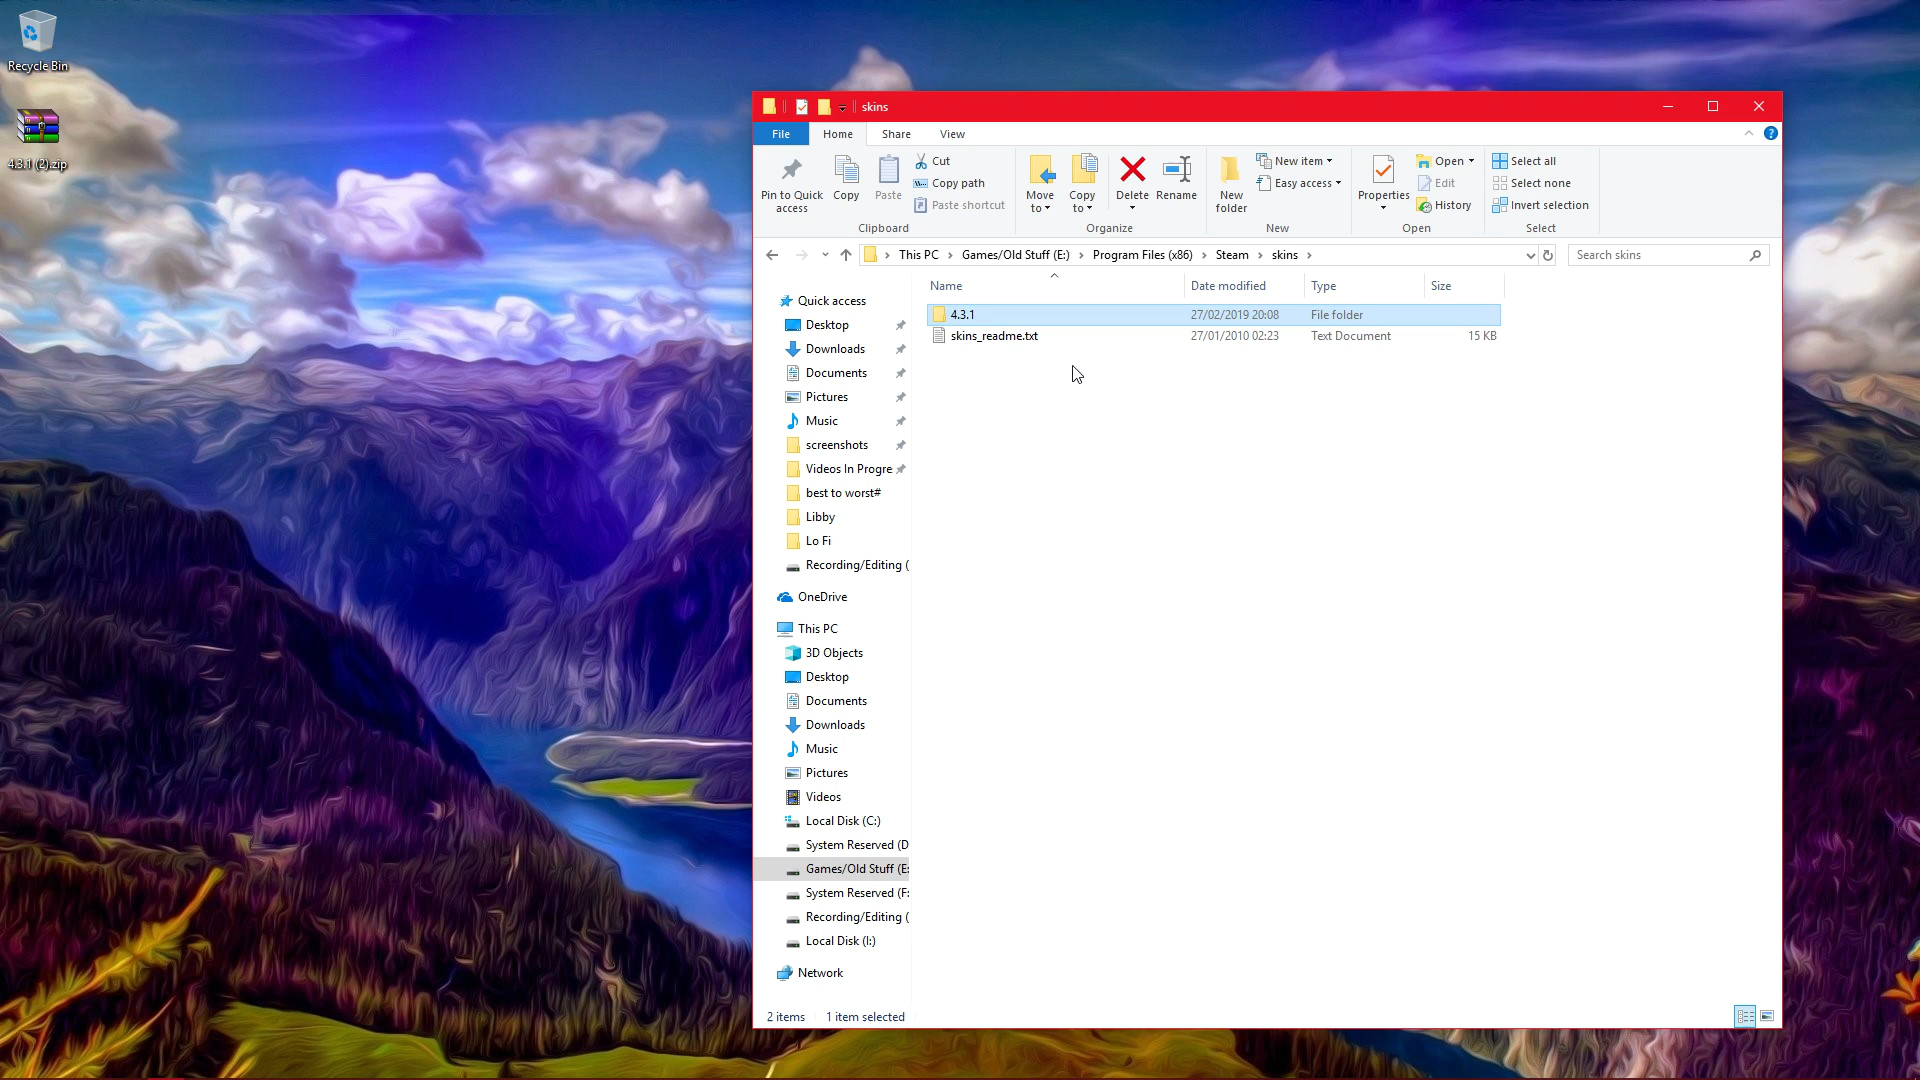 Recycle Bin
4.3.1 (2).zip
skins
File
Home
Share
View
Pin to Quick
access
Copy
Paste
Cut
Copy path
Paste shortcut
Clipboard
Move
to
Copy
to
Delete
Rename
Organize
New
folder
New item
Easy access
New
Properties
Open
Edit
History
Open
Select all
Select none
Invert selection
Select
This PC > Games/Old Stuff (E:) > Program Files (x86) > Steam > skins >
Search skins
Name
Date modified
Type
Size
4.3.1
27/02/2019 20:08
File folder
skins_readme.txt
27/01/2010 02:23
Text Document
15 KB
Quick access
Desktop
Downloads
Documents
Pictures
Music
screenshots
Videos In Progre
best to worst#
Libby
Lo Fi
Recording/Editing (
OneDrive
This PC
3D Objects
Desktop
Documents
Downloads
Music
Pictures
Videos
Local Disk (C:)
System Reserved (D
Games/Old Stuff (E:
System Reserved (F:
Recording/Editing (
Local Disk (I:)
Network
2 items
1 item selected